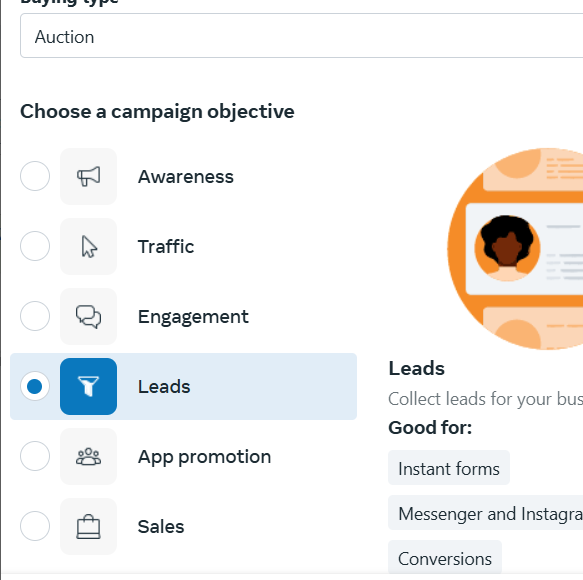 Buying type
Auction
Choose a campaign objective
Awareness
Traffic
Engagement
Leads
App promotion
Sales
Leads
Collect leads for your bus
Good for:
Instant forms
Messenger and Instagra
Conversions